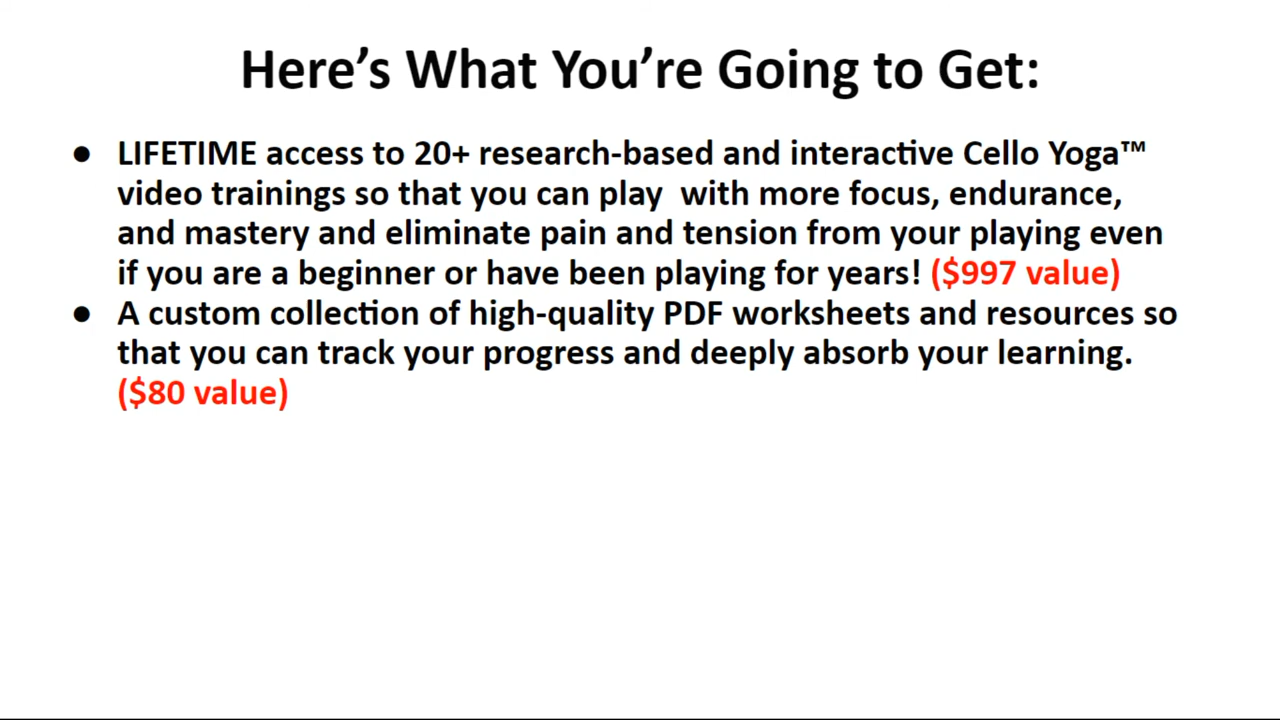 Here’s What You’re Going to Get:
● LIFETIME access to 20+ research-based and interactive Cello Yoga™
video trainings so that you can play  with more focus, endurance,
and mastery and eliminate pain and tension from your playing even
if you are a beginner or have been playing for years! ($997 value)
● A custom collection of high-quality PDF worksheets and resources so
that you can track your progress and deeply absorb your learning.
($80 value)